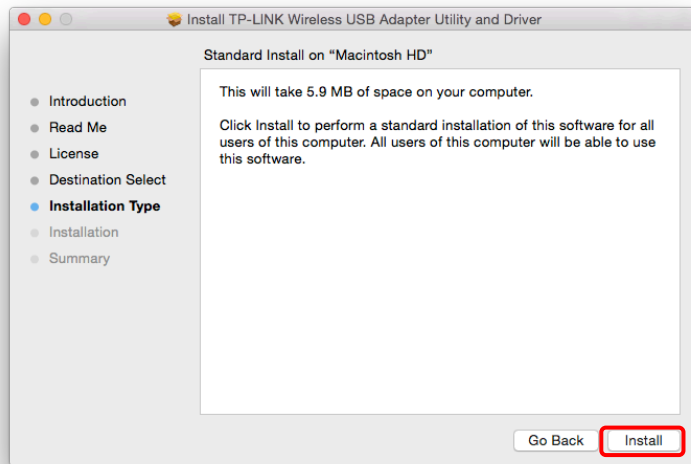 Install TP-LINK Wireless USB Adapter Utility and Driver
Standard Install on “Macintosh HD”
Introduction
Read Me
License
Destination Select
Installation Type
Installation
Summary
This will take 5.9 MB of space on your computer.
Click Install to perform a standard installation of this software for all
users of this computer. All users of this computer will be able to use
this software.
Go Back
Install